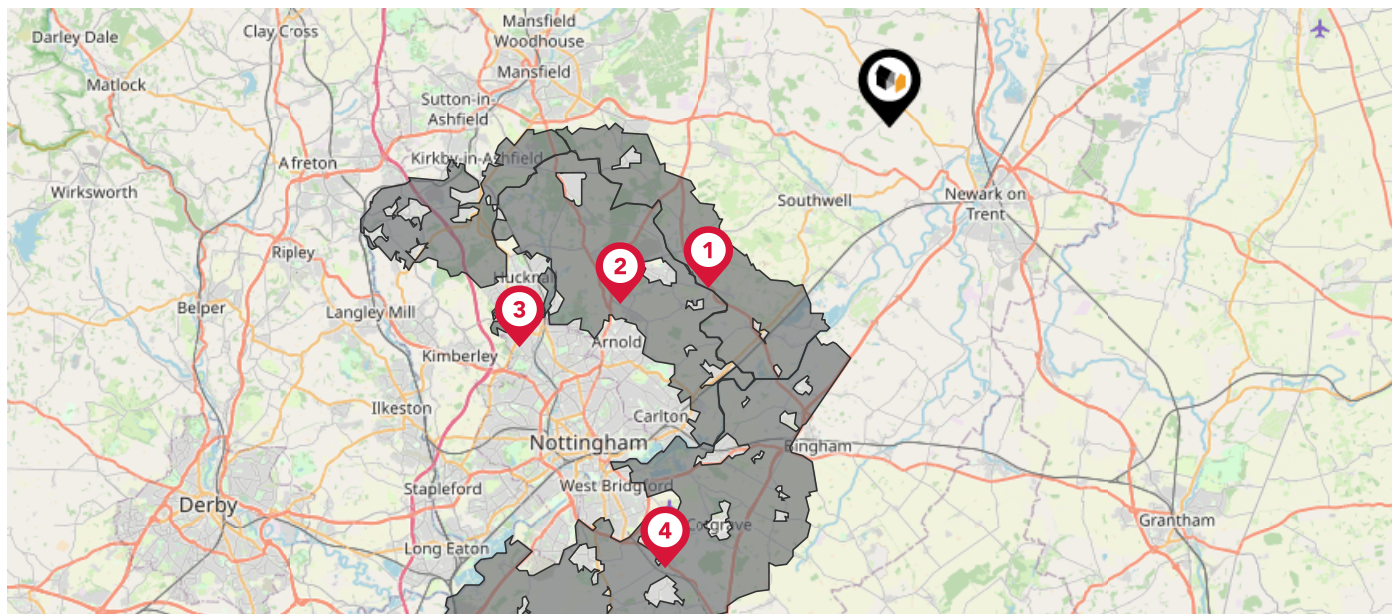 Darley Dale
Clay Cross
Mansfield
Woodhouse
Matlock
Mansfield
Sutton-in-
Ashfield
Kirkby-in-Ashfield
Afreton
Wirksworth
Southwell
Newark on
Trent
Ripley
1
2
Huckna
3
Belper
Langley Mill
Arnold
Kimberley
Ilkeston
Carlton
Nottingham
Bingham
Stapleford
West Bridgford
Derby
4
Cotgrave
Grantham
Long Eaton